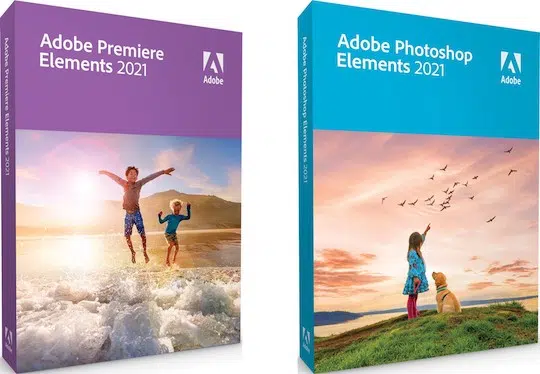 Adobe Premiere
Elements 2021
Adobe
Adobe Premiere Elements 2021
Adobe Photoshop
Elements 2021
Adobe
Adobe Photoshop Elements 2021